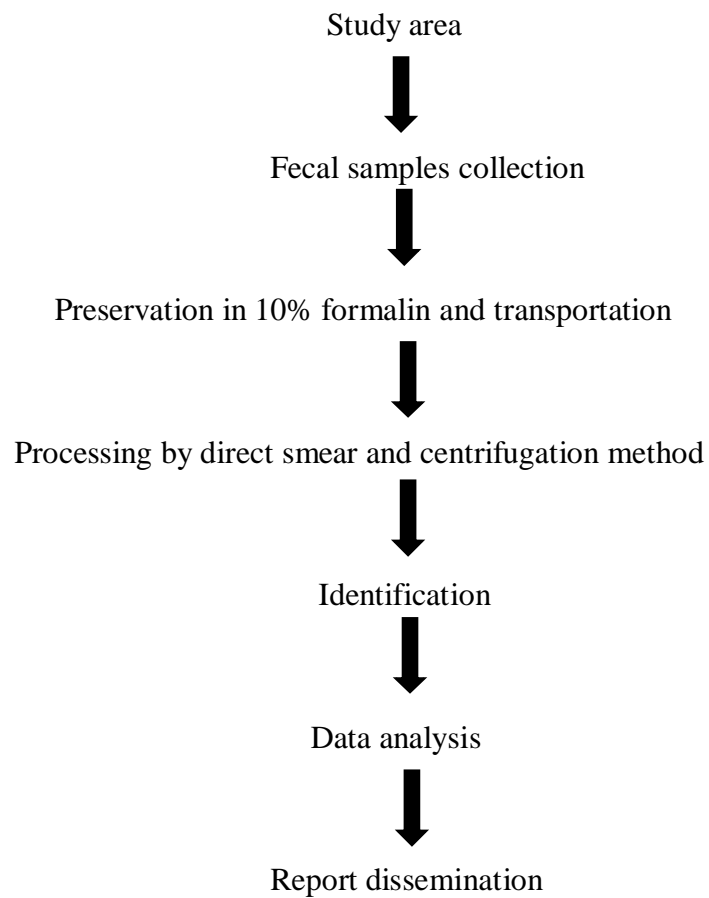 Study area
Fecal samples collection
Preservation in 10% formalin and transportation
Processing by direct smear and centrifugation method
Identification
Data analysis
Report dissemination